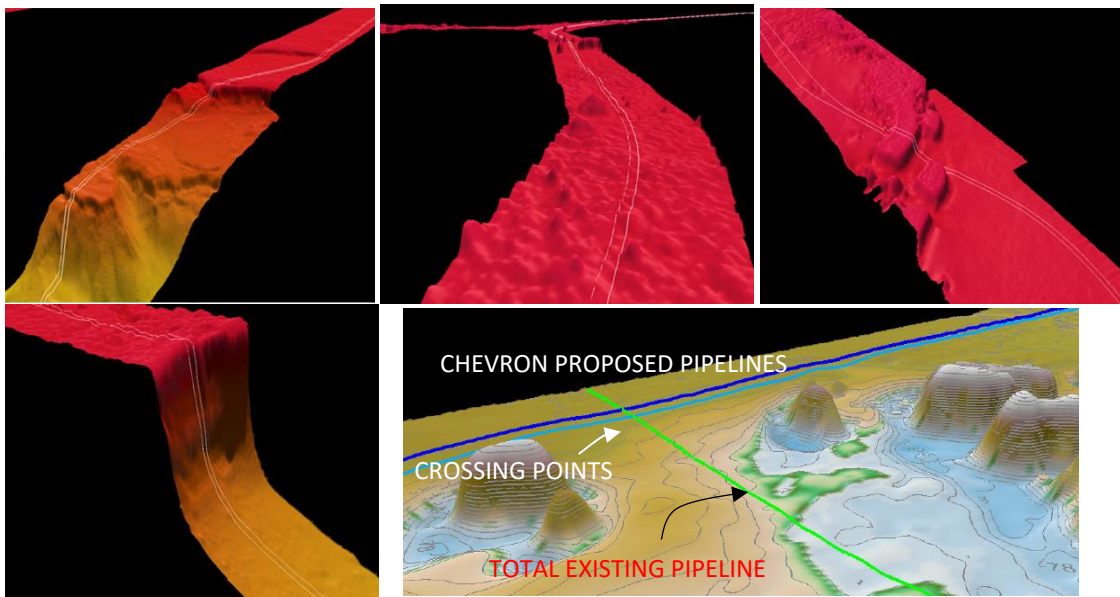 CHEVRON PROPOSED PIPELINES
CROSSING POINTS
TOTAL EXISTING PIPELINE